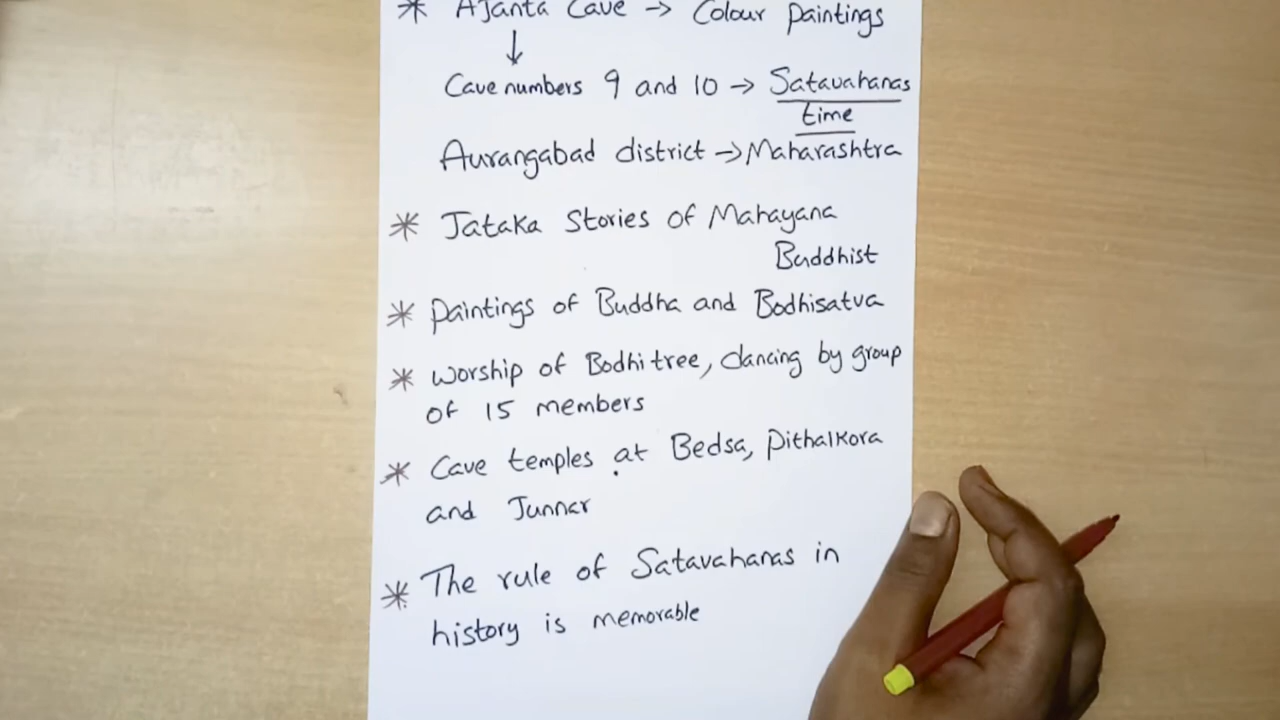 * Ajanta Cave → Colour Paintings
↓
Cave numbers 9 and 10 → Satavahanas
time
Aurangabad district → Maharashtra
* Jataka Stories of Mahayana
Buddhist
* Paintings of Buddha and Bodhisatva
* worship of Bodhi tree, dancing by group
of 15 members
* Cave temples at Bedsa, Pithalkora
and Junnar
* The rule of Satavahanas in
history is memorable